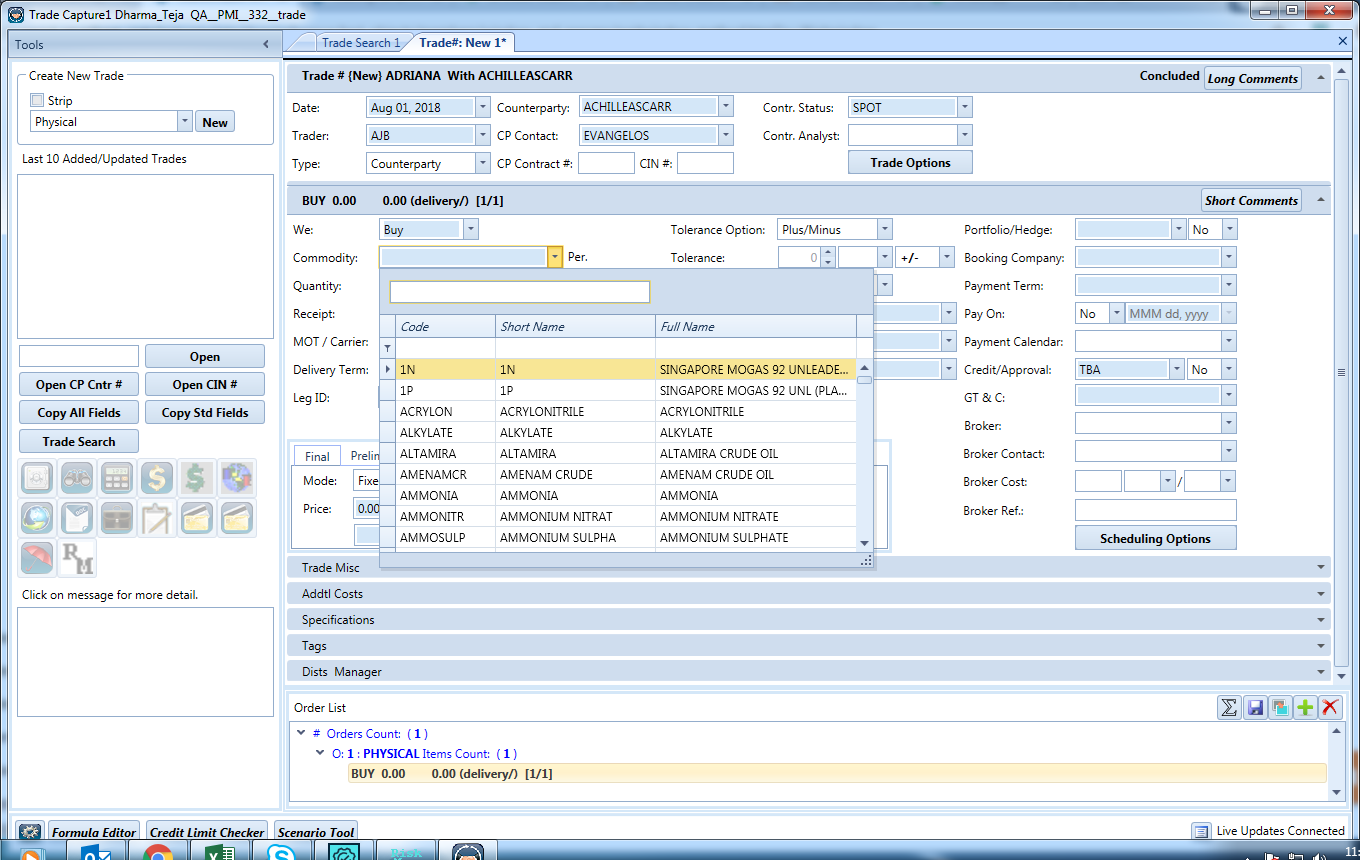 Trade Capture1 Dharma_Teja QA__PMI__332__trade
Tools
Trade Search 1
Trade#: New 1*
Create New Trade
Strip
Physical
New
Last 10 Added/Updated Trades
Open
Open CP Cntr #
Open CIN #
Copy All Fields
Copy Std Fields
Trade Search
RM
Click on message for more detail.
Trade # {New} ADRIANA With ACHILLEASCARR
Concluded
Long Comments
Date: Aug 01, 2018 Counterparty: ACHILLEASCARR Contr. Status: SPOT
Trader: AJB CP Contact: EVANGELOS Contr. Analyst:
Type: Counterparty CP Contract #: CIN #: Trade Options
BUY 0.00 0.00 (delivery/) [1/1] Short Comments
We: Buy Tolerance Option: Plus/Minus Portfolio/Hedge: No
Commodity: Per. Tolerance: 0 +/- Booking Company:
Quantity: Payment Term:
Receipt: Pay On: No MMM dd, yyyy
MOT / Carrier: Payment Calendar:
Delivery Term: Credit/Approval: TBA No
Leg ID: GT & C:
Broker:
Broker Contact:
Broker Cost: /
Broker Ref.:
Scheduling Options
Code Short Name Full Name
1N 1N SINGAPORE MOGAS 92 UNLEADE...
1P 1P SINGAPORE MOGAS 92 UNL (PLA...
ACRYLON ACRYLONITRILE ACRYLONITRILE
ALKYLATE ALKYLATE ALKYLATE
ALTAMIRA ALTAMIRA ALTAMIRA CRUDE OIL
AMENAMCR AMENAM CRUDE AMENAM CRUDE OIL
AMMONIA AMMONIA AMMONIA
AMMONITR AMMONIUM NITRAT AMMONIUM NITRATE
AMMOSULP AMMONIUM SULPHA AMMONIUM SULPHATE
Final Prelim
Mode: Fixe
Price: 0.00
Trade Misc
Addtl Costs
Specifications
Tags
Dists Manager
Order List
# Orders Count: ( 1 )
O: 1 : PHYSICAL Items Count: ( 1 )
BUY 0.00 0.00 (delivery/) [1/1]
Formula Editor
Credit Limit Checker
Scenario Tool
Live Updates Connected
Risk
11: